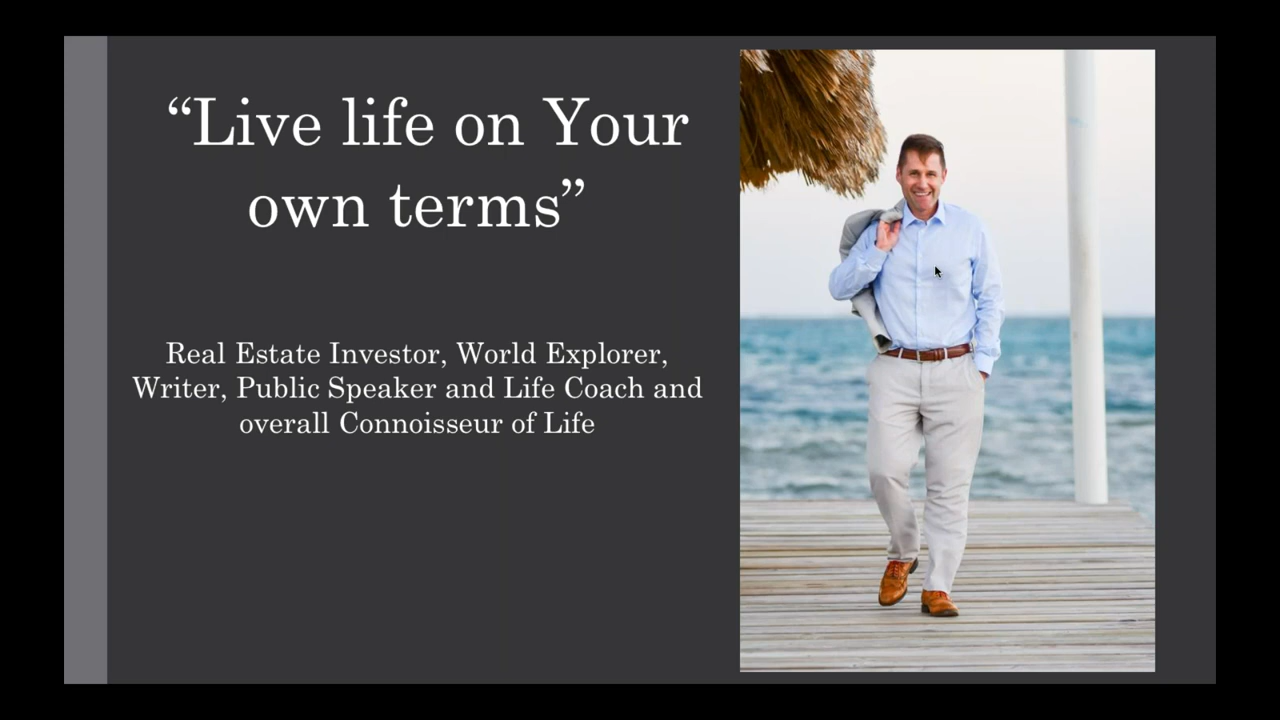 “Live life on Your
own terms”
Real Estate Investor, World Explorer,
Writer, Public Speaker and Life Coach and
overall Connoisseur of Life